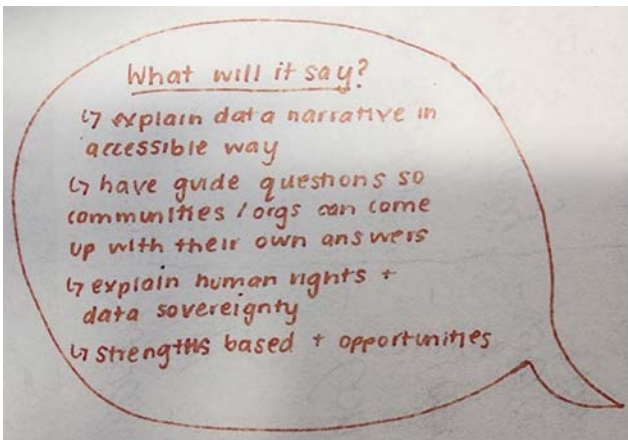 What will it say?
↳ explain data narrative in
accessible way
↳ have guide questions so
communities / orgs can come
up with their own answers
↳ explain human rights +
data sovereignty
↳ strengths based + opportunities